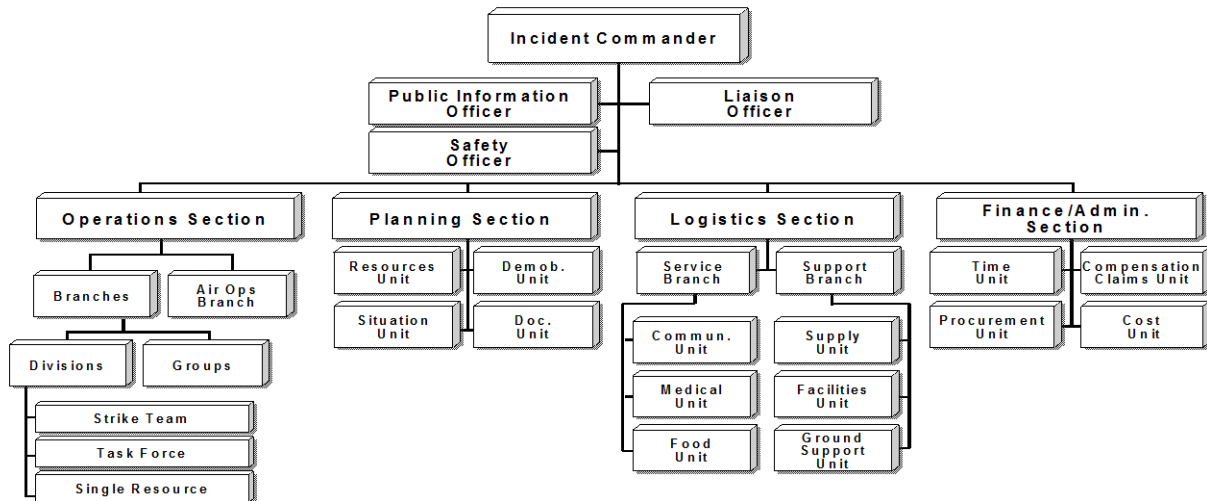 Incident Commander
Public Information
Officer
Liaison
Officer
Safety
Officer
Operations Section
Planning Section
Logistics Section
Finance/Admin.
Section
Branches
Air Ops
Branch
Divisions
Groups
Strike Team
Task Force
Single Resource
Resources
Unit
Demob.
Unit
Situation
Unit
Doc.
Unit
Service
Branch
Support
Branch
Commun.
Unit
Supply
Unit
Medical
Unit
Facilities
Unit
Food
Unit
Ground
Support
Unit
Time
Unit
Compensation
Claims Unit
Procurement
Unit
Cost
Unit